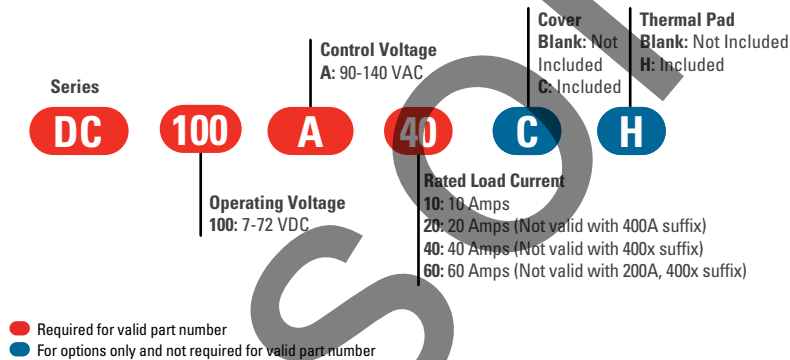 Cover
Blank: Not
Included
C: Included
Thermal Pad
Blank: Not Included
H: Included
Control Voltage
A: 90-140 VAC
Series
DC 100 A 40 C H
Operating Voltage
100: 7-72 VDC
Rated Load Current
10: 10 Amps
20: 20 Amps (Not valid with 400A suffix)
40: 40 Amps (Not valid with 400x suffix)
60: 60 Amps (Not valid with 200A, 400x suffix)
Required for valid part number
For options only and not required for valid part number